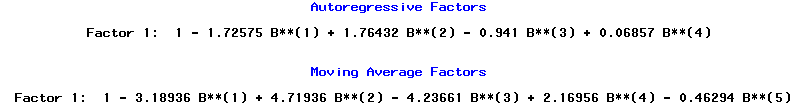 Autoregressive Factors
Factor 1: 1 - 1.72575 B**(1) + 1.76432 B**(2) - 0.941 B**(3) + 0.06857 B**(4)
Moving Average Factors
Factor 1: 1 - 3.18936 B**(1) + 4.71936 B**(2) - 4.23661 B**(3) + 2.16956 B**(4) - 0.46294 B**(5)